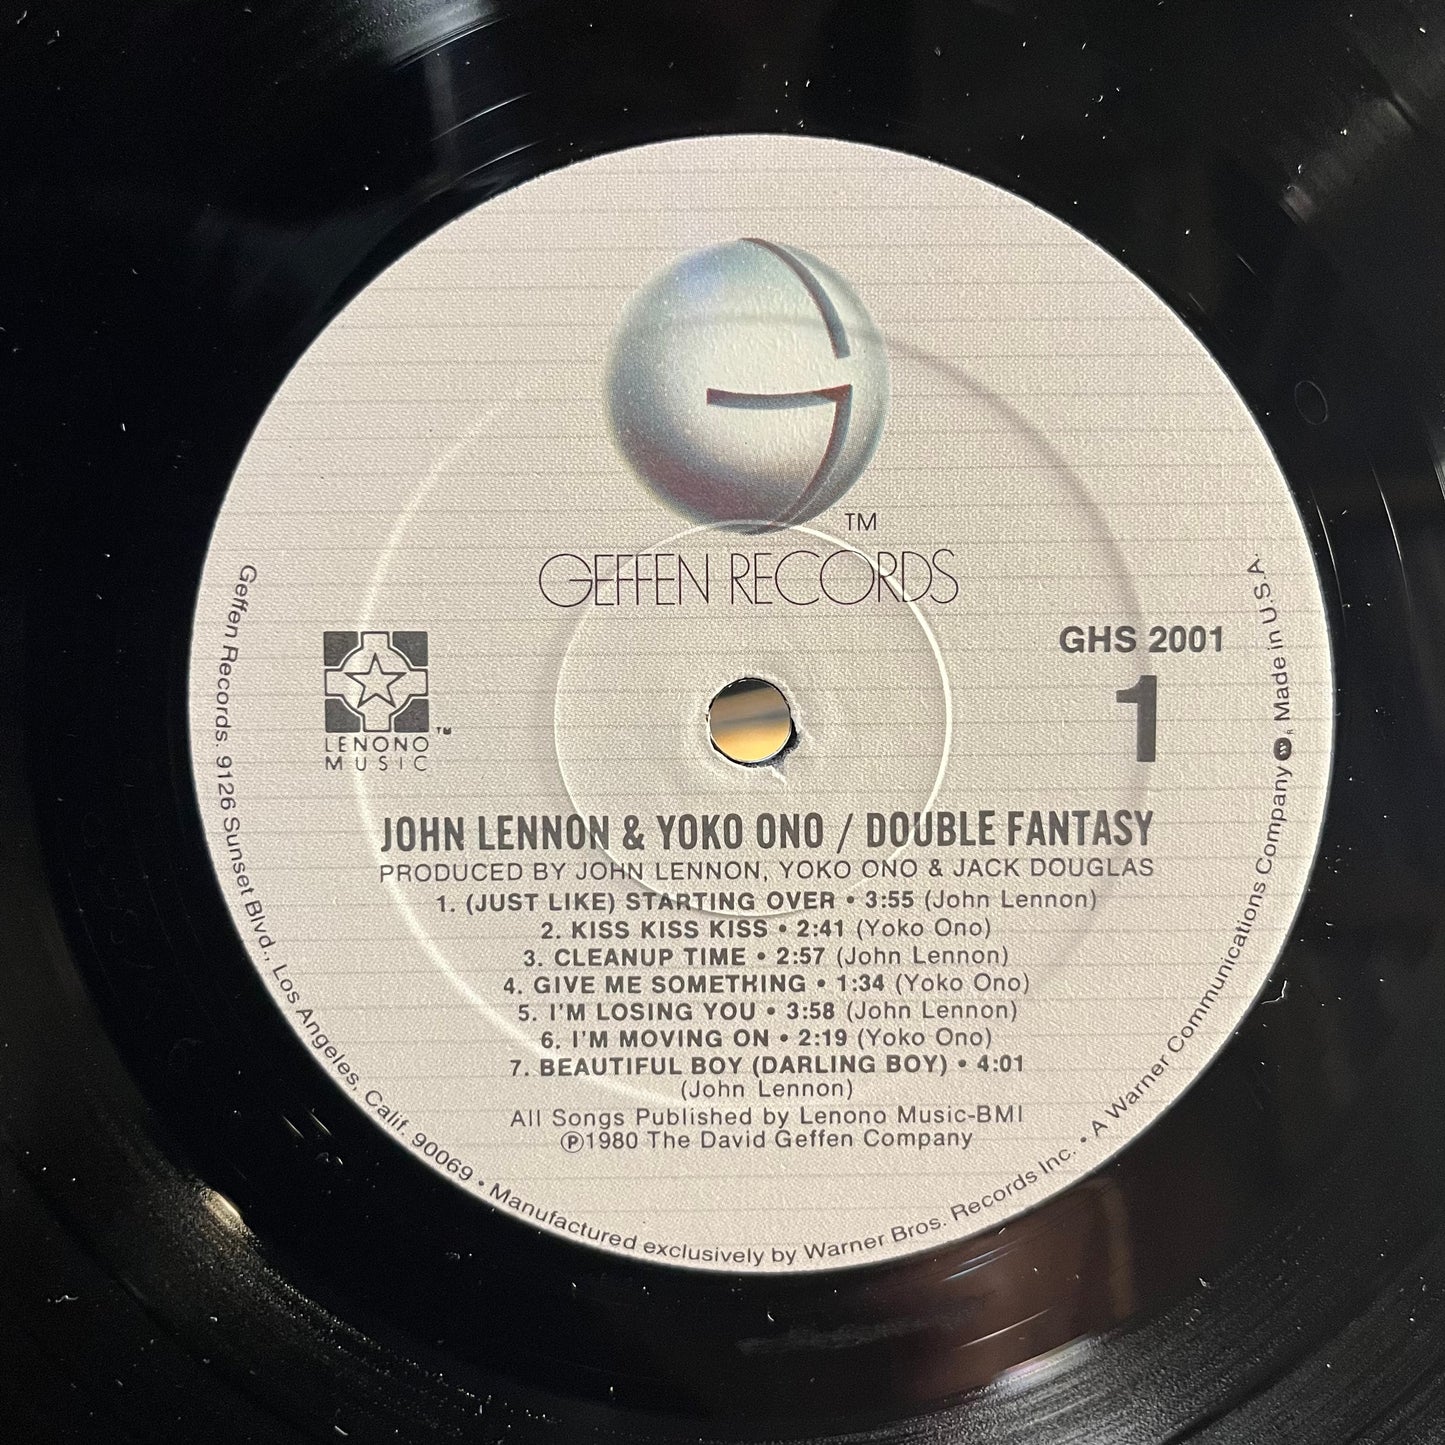 TM
GEFFEN RECORDS
GHS 2001
1
LENONO TM
MUSIC
JOHN LENNON & YOKO ONO / DOUBLE FANTASY
PRODUCED BY JOHN LENNON, YOKO ONO & JACK DOUGLAS
1. (JUST LIKE) STARTING OVER • 3:55 (John Lennon)
2. KISS KISS KISS • 2:41 (Yoko Ono)
3. CLEANUP TIME • 2:57 (John Lennon)
4. GIVE ME SOMETHING • 1:34 (Yoko Ono)
5. I'M LOSING YOU • 3:58 (John Lennon)
6. I'M MOVING ON • 2:19 (Yoko Ono)
7. BEAUTIFUL BOY (DARLING BOY) • 4:01
(John Lennon)
All Songs Published by Lenono Music-BMI
℗1980 The David Geffen Company
Geffen Records. 9126 Sunset Blvd., Los Angeles, Calif. 90069 • Manufactured exclusively by Warner Bros. Records Inc. • A Warner Communications Company W ® Made in U.S.A.